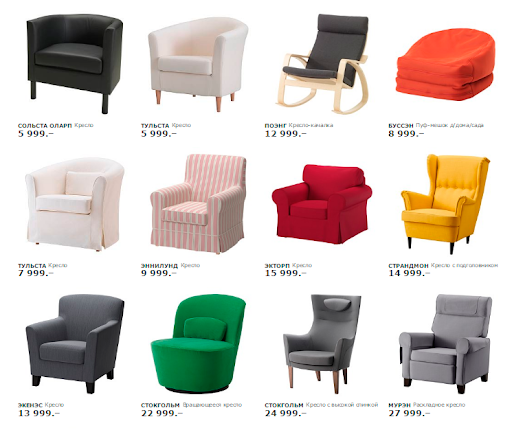 СОЛЬСТА ОЛАРП Кресло
5 999.–
ТУЛЬСТА Кресло
5 999.–
ПОЭНГ Кресло-качалка
12 999.–
БУССЭН Пуф-мешок д/дома/сада
8 999.–
ТУЛЬСТА Кресло
7 999.–
ЭННИЛУНД Кресло
9 999.–
ЭКТОРП Кресло
15 999.–
СТРАНДМОН Кресло с подголовником
14 999.–
ЭКЕНЭС Кресло
13 999.–
СТОКГОЛЬМ Вращающееся кресло
22 999.–
СТОКГОЛЬМ Кресло с высокой спинкой
24 999.–
МУРЭН Раскладное кресло
27 999.–